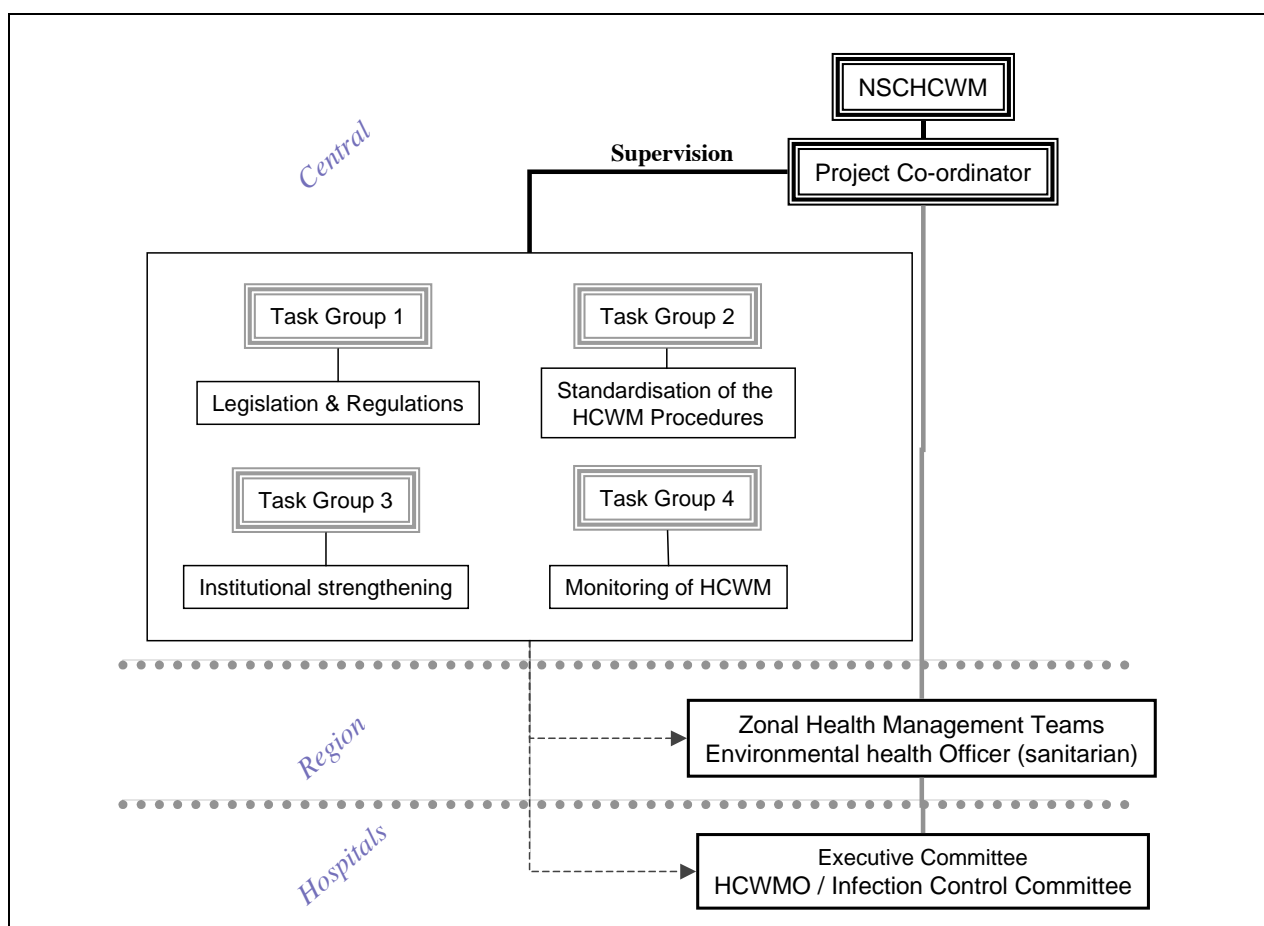 NSCHCWM
Central
Supervision
Project Co-ordinator
Task Group 1
Task Group 2
Legislation & Regulations
Standardisation of the
HCWM Procedures
Task Group 3
Task Group 4
Institutional strengthening
Monitoring of HCWM
Region
Zonal Health Management Teams
Environmental health Officer (sanitarian)
Hospitals
Executive Committee
HCWMO / Infection Control Committee